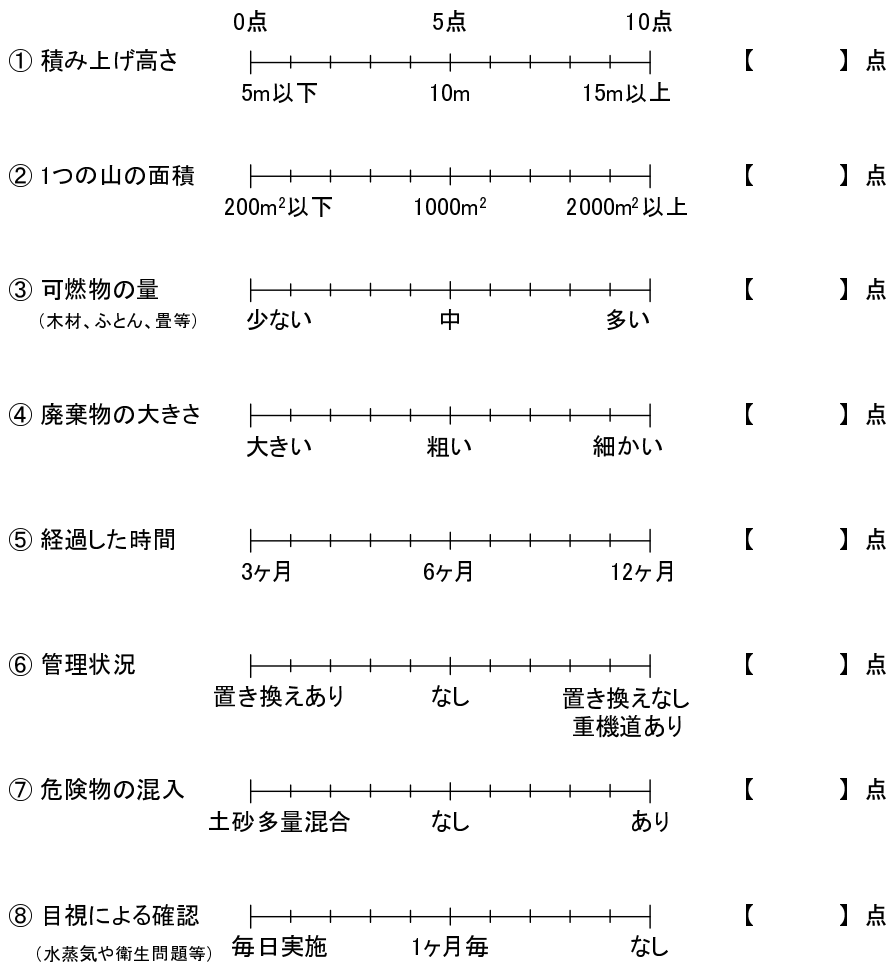 0点 5点 10点
① 積み上げ高さ 【 】点
5m以下 10m 15m以上
② 1つの山の面積 【 】点
200m²以下 1000m² 2000m²以上
③ 可燃物の量 【 】点
（木材、ふとん、畳等） 少ない 中 多い
④ 廃棄物の大きさ 【 】点
大きい 粗い 細かい
⑤ 経過した時間 【 】点
3ヶ月 6ヶ月 12ヶ月
⑥ 管理状況 【 】点
置き換えあり なし 置き換えなし
重機道あり
⑦ 危険物の混入 【 】点
土砂多量混合 なし あり
⑧ 目視による確認 【 】点
（水蒸気や衛生問題等） 毎日実施 1ヶ月毎 なし